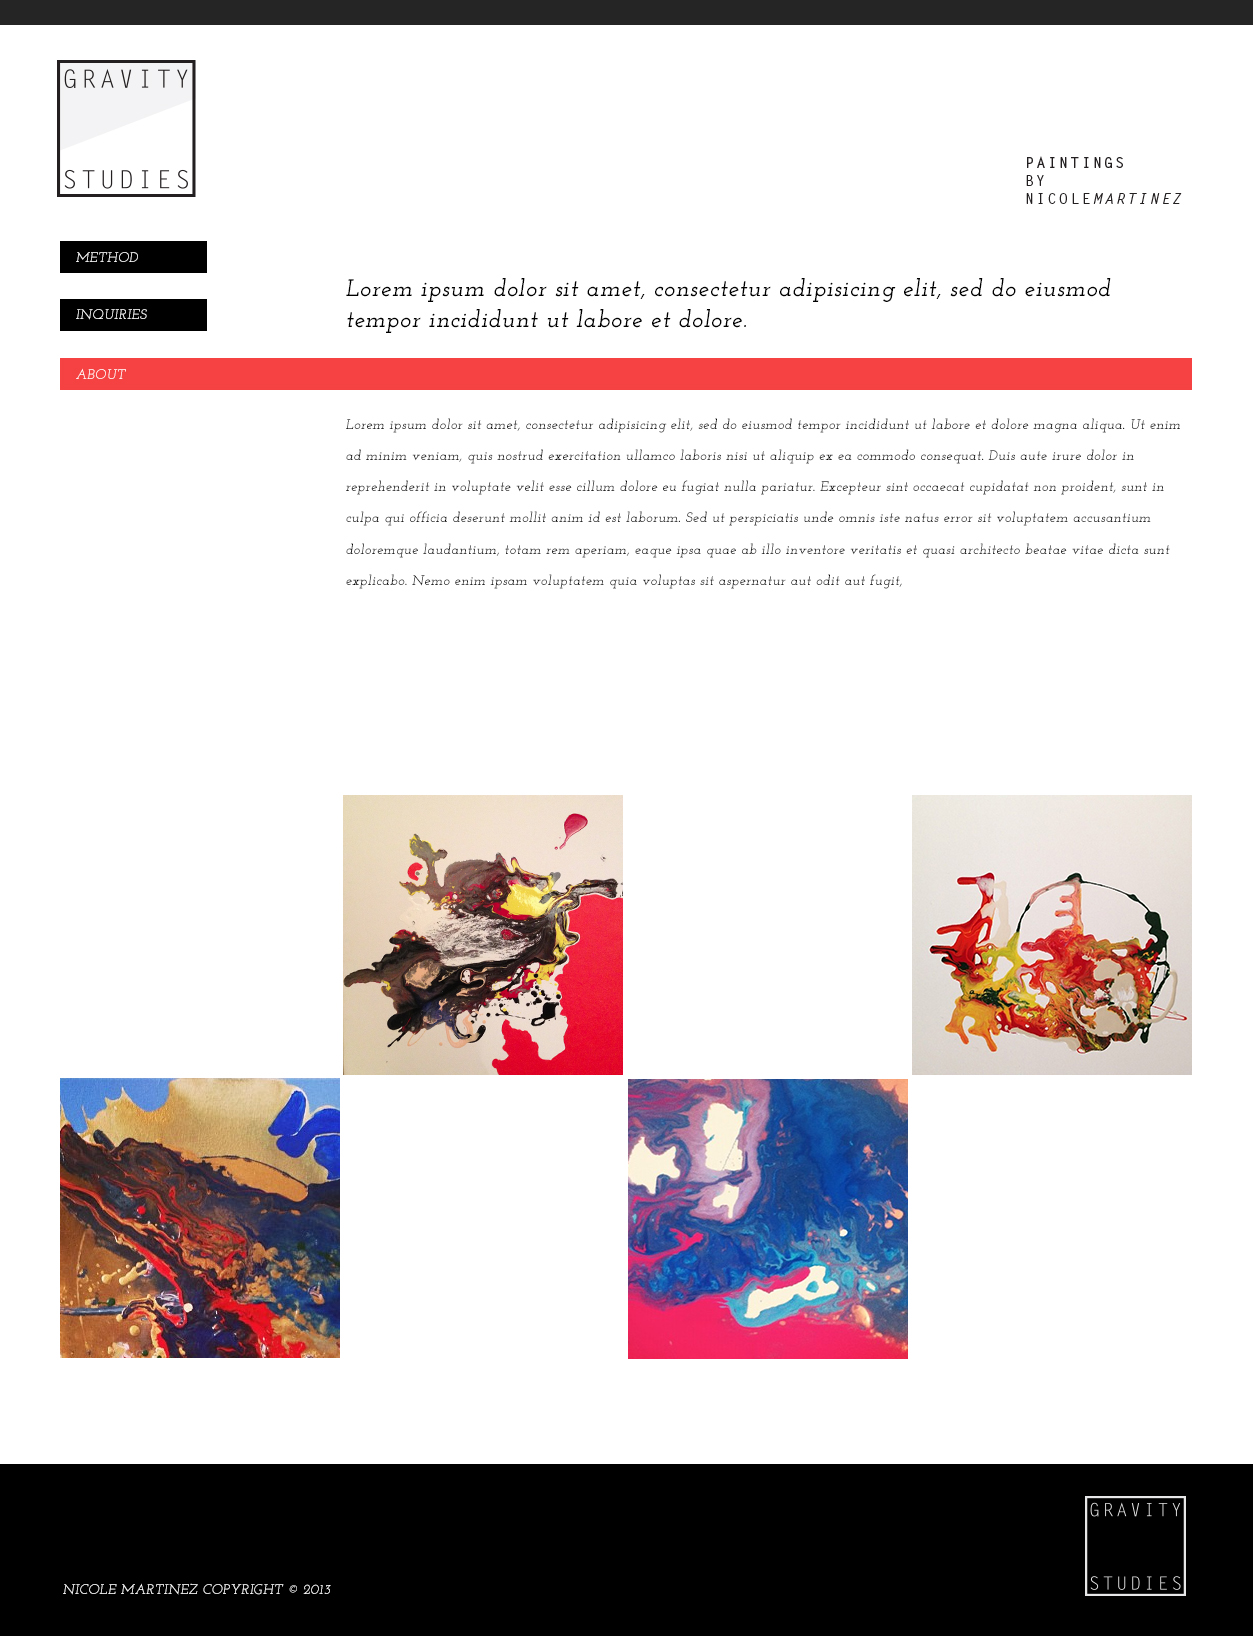 GRAVITY
STUDIES
PAINTINGS
BY
NICOLEMARTINEZ
METHOD
INQUIRIES
Lorem ipsum dolor sit amet, consectetur adipisicing elit, sed do eiusmod
tempor incididunt ut labore et dolore.
ABOUT
Lorem ipsum dolor sit amet, consectetur adipisicing elit, sed do eiusmod tempor incididunt ut labore et dolore magna aliqua. Ut enim
ad minim veniam, quis nostrud exercitation ullamco laboris nisi ut aliquip ex ea commodo consequat. Duis aute irure dolor in
reprehenderit in voluptate velit esse cillum dolore eu fugiat nulla pariatur. Excepteur sint occaecat cupidatat non proident, sunt in
culpa qui officia deserunt mollit anim id est laborum. Sed ut perspiciatis unde omnis iste natus error sit voluptatem accusantium
doloremque laudantium, totam rem aperiam, eaque ipsa quae ab illo inventore veritatis et quasi architecto beatae vitae dicta sunt
explicabo. Nemo enim ipsam voluptatem quia voluptas sit aspernatur aut odit aut fugit,
GRAVITY
STUDIES
NICOLE MARTINEZ COPYRIGHT © 2013